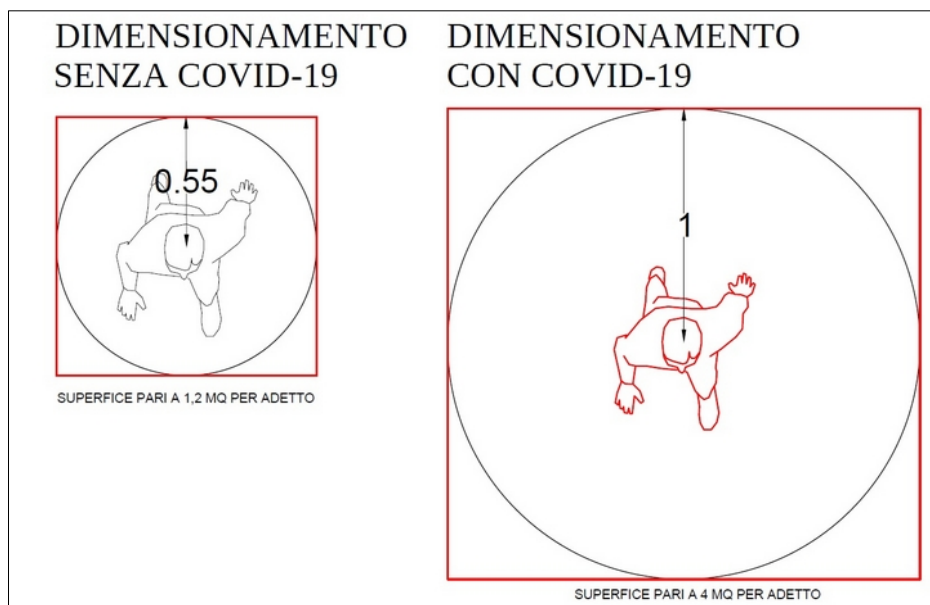 DIMENSIONAMENTO
SENZA COVID-19
0.55
SUPERFICE PARI A 1,2 MQ PER ADETTO
DIMENSIONAMENTO
CON COVID-19
1
SUPERFICE PARI A 4 MQ PER ADETTO